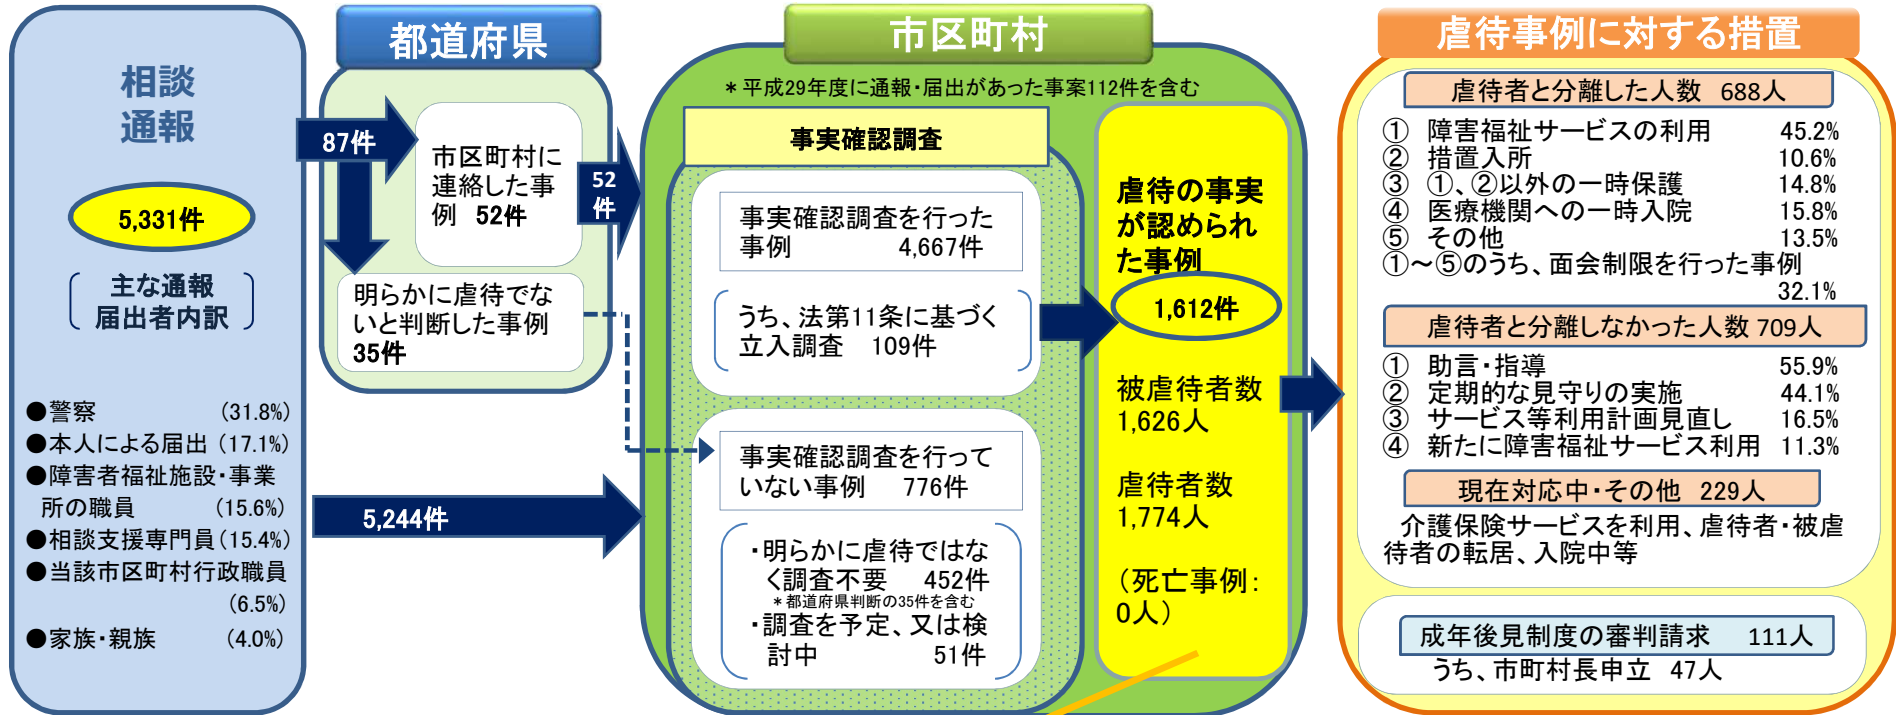 相談
通報
5,331件
主な通報
届出者内訳
●警察 (31.8%)
●本人による届出 (17.1%)
●障害者福祉施設・事業
所の職員 (15.6%)
●相談支援専門員 (15.4%)
●当該市区町村行政職員
(6.5%)
●家族・親族 (4.0%)
都道府県
87件
市区町村に
連絡した事
例 52件
明らかに虐待でな
いと判断した事例
35件
52
件
5,244件
市区町村
＊平成29年度に通報・届出があった事案112件を含む
事実確認調査
事実確認調査を行った
事例 4,667件
うち、法第11条に基づく
立入調査 109件
事実確認調査を行って
いない事例 776件
・明らかに虐待ではな
く調査不要 452件
＊都道府県判断の35件を含む
・調査を予定、又は検
討中 51件
虐待の事実
が認められ
た事例
1,612件
被虐待者数
1,626人
虐待者数
1,774人
（死亡事例：
0人）
虐待事例に対する措置
虐待者と分離した人数 688人
① 障害福祉サービスの利用 45.2%
② 措置入所 10.6%
③ ①、②以外の一時保護 14.8%
④ 医療機関への一時入院 15.8%
⑤ その他 13.5%
①～⑤のうち、面会制限を行った事例
32.1%
虐待者と分離しなかった人数 709人
① 助言・指導 55.9%
② 定期的な見守りの実施 44.1%
③ サービス等利用計画見直し 16.5%
④ 新たに障害福祉サービス利用 11.3%
現在対応中・その他 229人
介護保険サービスを利用、虐待者・被虐
待者の転居、入院中等
成年後見制度の審判請求 111人
うち、市町村長申立 47人